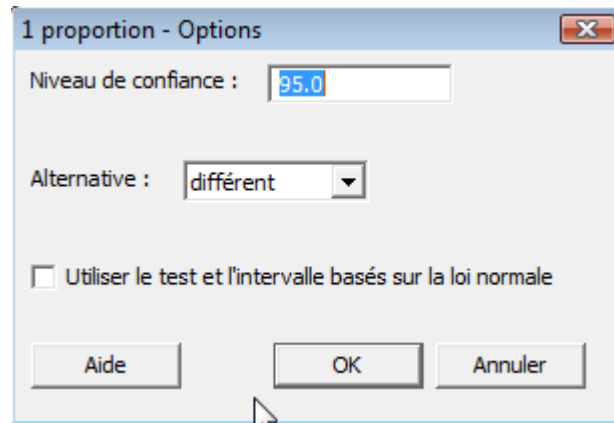 1 proportion - Options
Niveau de confiance : 95.0
Alternative : différent
Utiliser le test et l'intervalle basés sur la loi normale
Aide OK Annuler